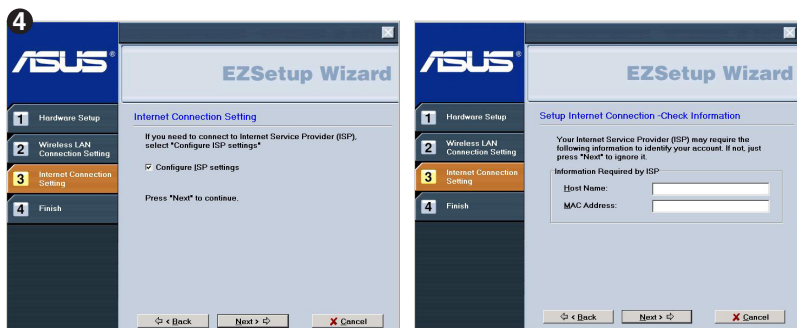 4
ASUS®
EZSetup Wizard
1 Hardware Setup
2 Wireless LAN
Connection Setting
3 Internet Connection
Setting
4 Finish
Internet Connection Setting
If you need to connect to Internet Service Provider (ISP),
select "Configure ISP settings"
Configure ISP settings
Press "Next" to continue.
< Back
Next >
Cancel
ASUS®
EZSetup Wizard
1 Hardware Setup
2 Wireless LAN
Connection Setting
3 Internet Connection
Setting
4 Finish
Setup Internet Connection -Check Information
Your Internet Service Provider (ISP) may require the
following information to identify your account. If not, just
press "Next" to ignore it.
Information Required by ISP
Host Name:
MAC Address:
< Back
Next >
Cancel